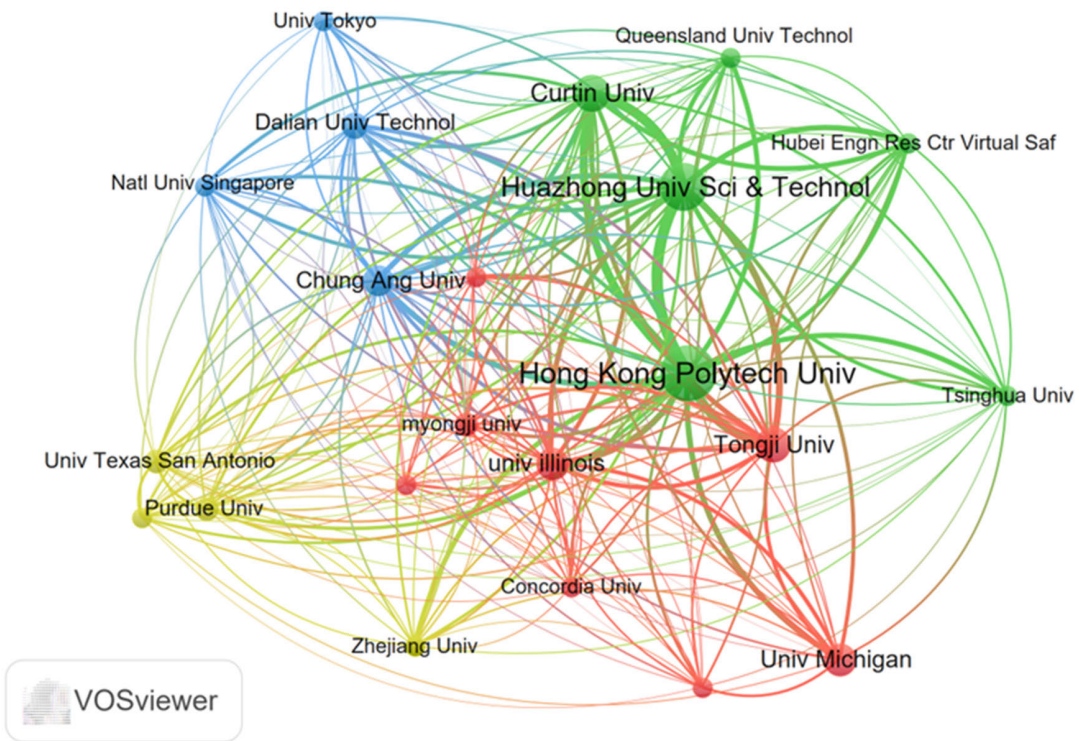 Univ Tokyo
Queensland Univ Technol
Curtin Univ
Dalian Univ Technol
Hubei Engn Res Ctr Virtual Saf
Natl Univ Singapore
Huazhong Univ Sci & Technol
Chung Ang Univ
Hong Kong Polytech Univ
Tsinghua Univ
myongji univ
Tongji Univ
Univ Texas San Antonio
univ illinois
Purdue Univ
Concordia Univ
Zhejiang Univ
Univ Michigan
VOSviewer